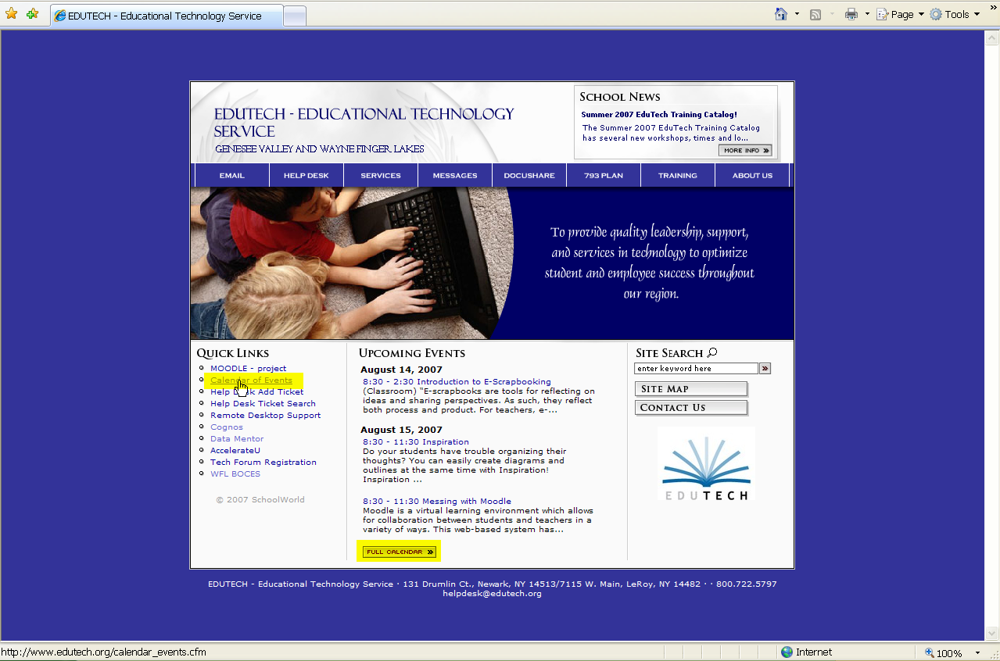 EDUTECH - Educational Technology Service
Page
Tools
»
EDUTECH - EDUCATIONAL TECHNOLOGY
SERVICE
GENESEE VALLEY AND WAYNE FINGER LAKES
SCHOOL NEWS
Summer 2007 EduTech Training Catalog!
The Summer 2007 EduTech Training Catalog
has several new workshops, times and lo...
MORE INFO »
EMAIL
HELP DESK
SERVICES
MESSAGES
DOCUSHARE
793 PLAN
TRAINING
ABOUT US
To provide quality leadership, support,
and services in technology to optimize
student and employee success throughout
our region.
QUICK LINKS
MOODLE - project
Calendar of Events
Help Desk Add Ticket
Help Desk Ticket Search
Remote Desktop Support
Cognos
Data Mentor
AccelerateU
Tech Forum Registration
WFL BOCES
© 2007 SchoolWorld
UPCOMING EVENTS
August 14, 2007
8:30 - 2:30 Introduction to E-Scrapbooking
(Classroom) "E-scrapbooks are tools for reflecting on
ideas and sharing perspectives. As such, they reflect
both process and product. For teachers, e-...
August 15, 2007
8:30 - 11:30 Inspiration
Do your students have trouble organizing their
thoughts? You can easily create diagrams and
outlines at the same time with Inspiration!
Inspiration ...
8:30 - 11:30 Messing with Moodle
Moodle is a virtual learning environment which allows
for collaboration between students and teachers in a
variety of ways. This web-based system has...
FULL CALENDAR »
SITE SEARCH
enter keyword here »
SITE MAP
CONTACT US
EDUTECH
EDUTECH - Educational Technology Service · 131 Drumlin Ct., Newark, NY 14513/7115 W. Main, LeRoy, NY 14482 · · 800.722.5797
helpdesk@edutech.org
http://www.edutech.org/calendar_events.cfm
Internet
100%